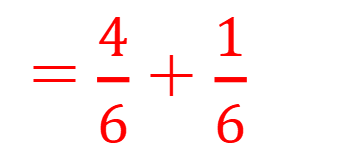 = 4/6 + 1/6